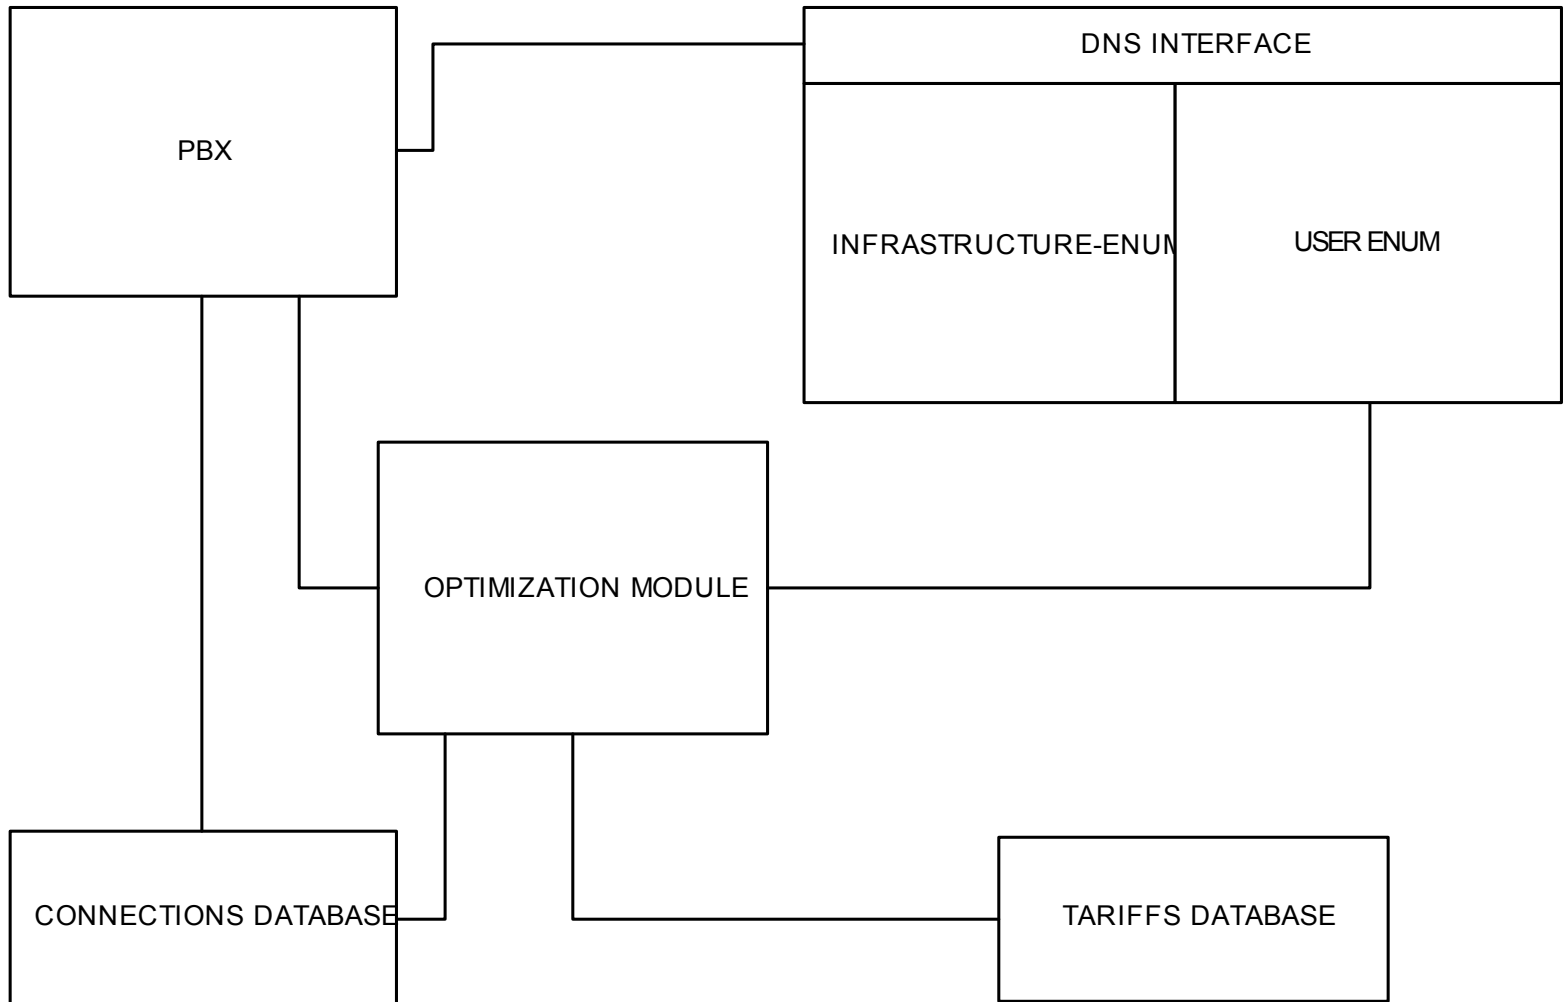 DNS INTERFACE
PBX
INFRASTRUCTURE-ENUM
USER ENUM
OPTIMIZATION MODULE
CONNECTIONS DATABASE
TARIFFS DATABASE